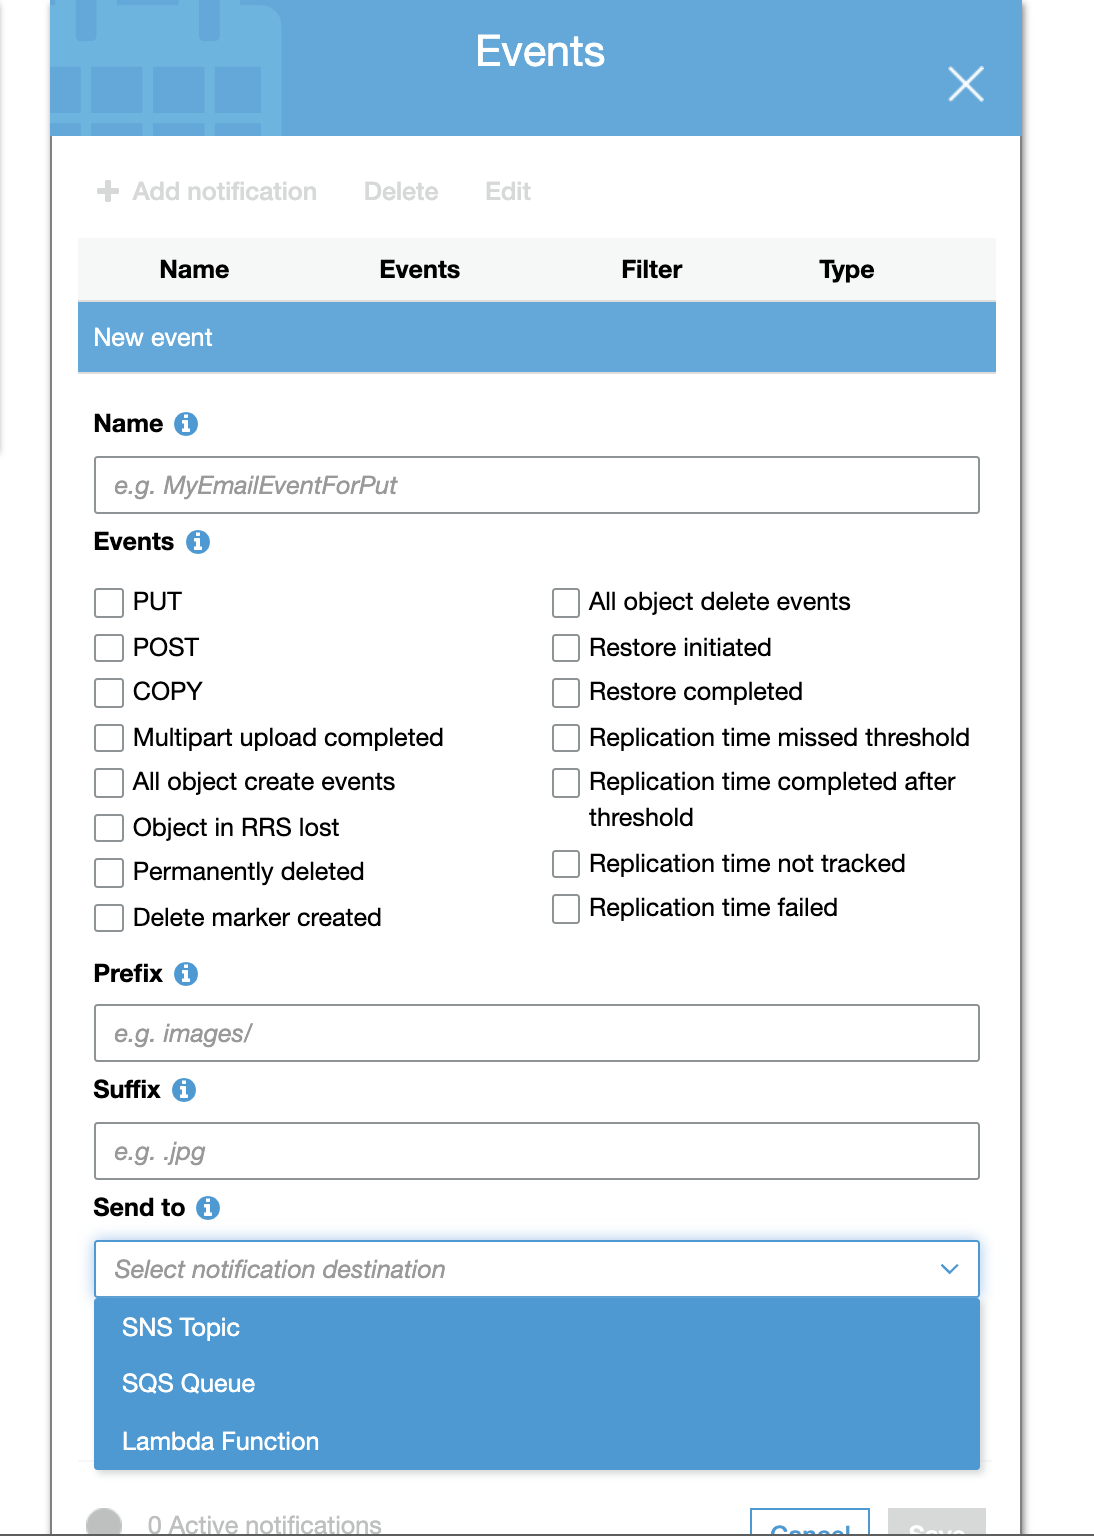 Events
Add notification Delete Edit
Name Events Filter Type
New event
Name
e.g. MyEmailEventForPut
Events
PUT
POST
COPY
Multipart upload completed
All object create events
Object in RRS lost
Permanently deleted
Delete marker created
All object delete events
Restore initiated
Restore completed
Replication time missed threshold
Replication time completed after
threshold
Replication time not tracked
Replication time failed
Prefix
e.g. images/
Suffix
e.g. .jpg
Send to
Select notification destination
SNS Topic
SQS Queue
Lambda Function
0 Active notifications
Cancel Save